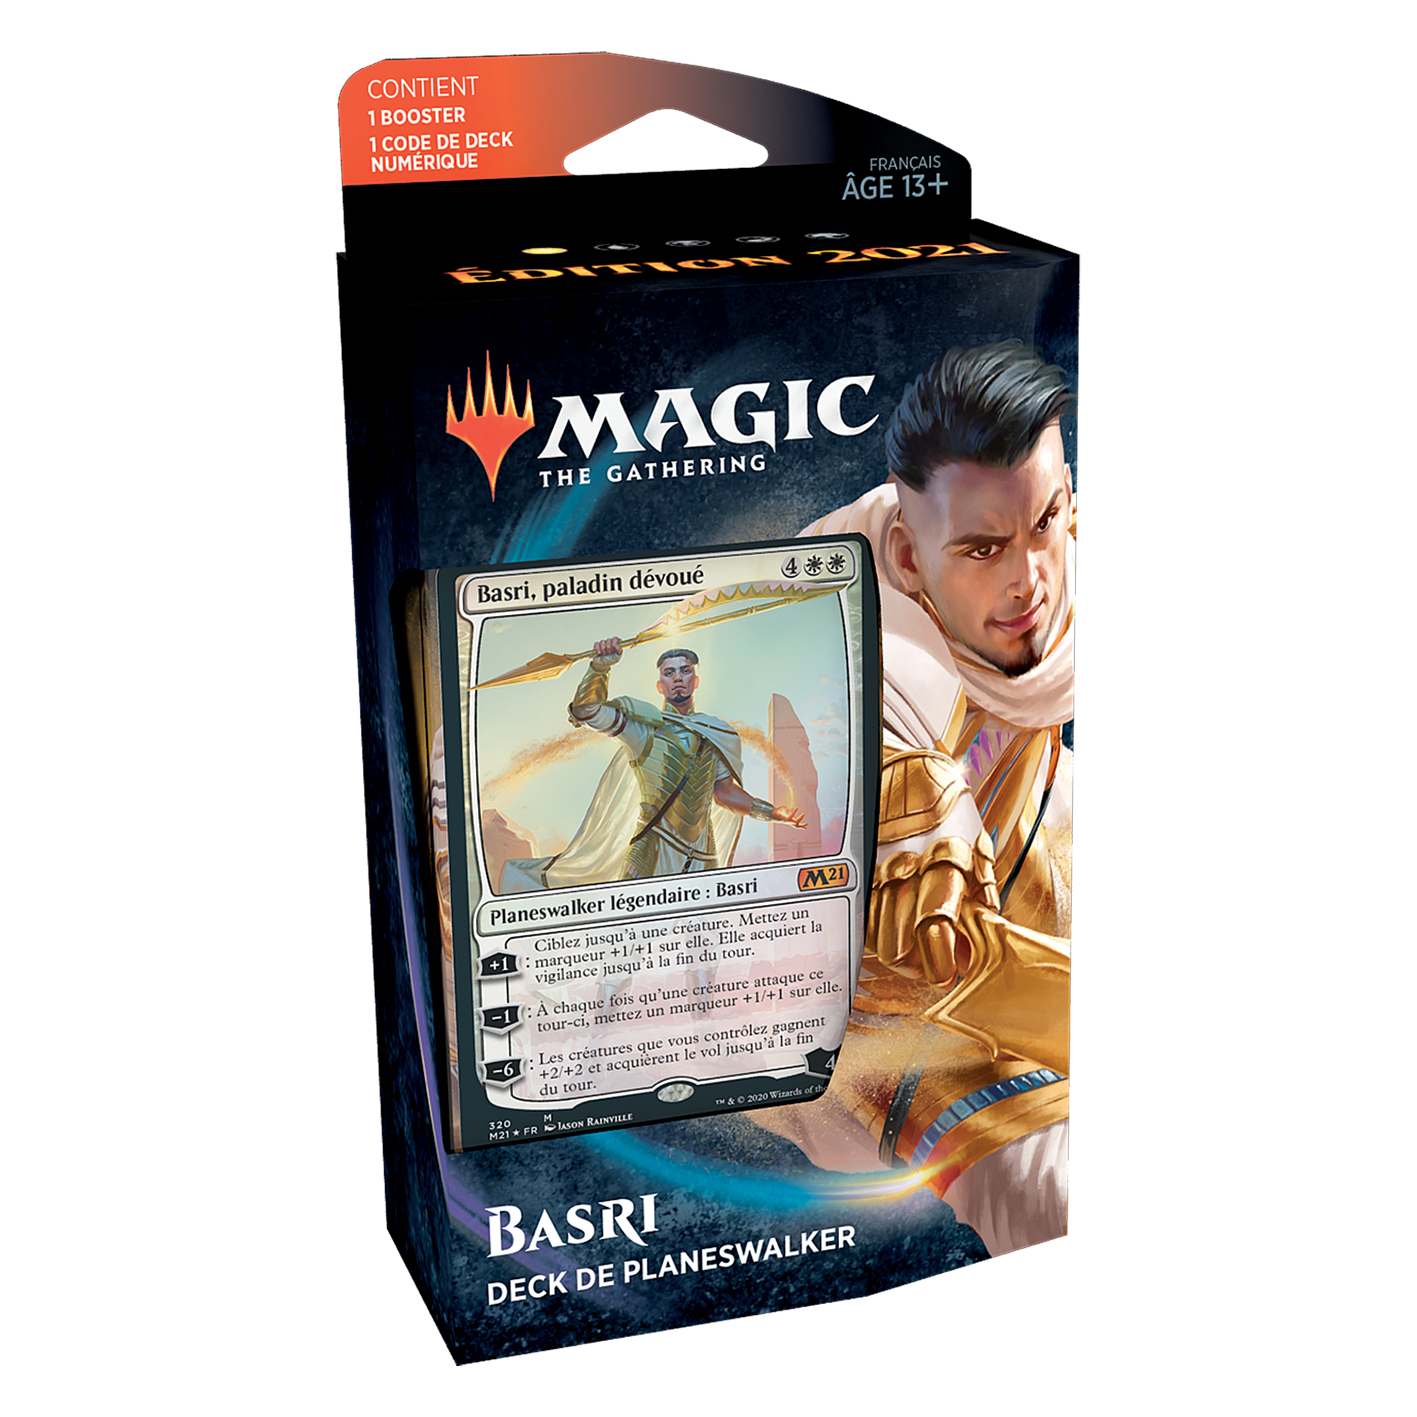 CONTIENT
1 BOOSTER
1 CODE DE DECK
NUMÉRIQUE
FRANÇAIS
ÂGE 13+
ÉDITION 2021
MAGIC
THE GATHERING
Basri, paladin dévoué 4
Planeswalker légendaire : Basri M21
Ciblez jusqu'à une créature. Mettez un
+1 : marqueur +1/+1 sur elle. Elle acquiert la
vigilance jusqu'à la fin du tour.
-1 : À chaque fois qu'une créature attaque ce
tour-ci, mettez un marqueur +1/+1 sur elle.
Les créatures que vous contrôlez gagnent
-6 : +2/+2 et acquièrent le vol jusqu'à la fin
du tour.
4
320 M
M21 ★ FR JASON RAINVILLE
™ & © 2020 Wizards of the
BASRI
DECK DE PLANESWALKER